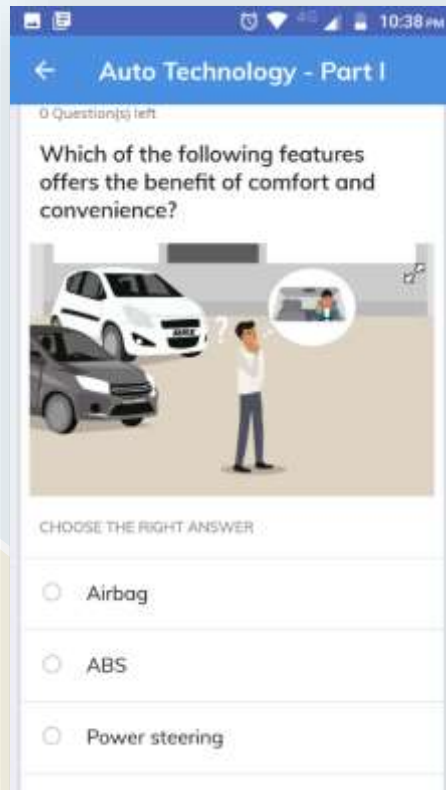 4G 10:38 PM
Auto Technology - Part I
0 Question(s) left
Which of the following features
offers the benefit of comfort and
convenience?
?
CHOOSE THE RIGHT ANSWER
Airbag
ABS
Power steering